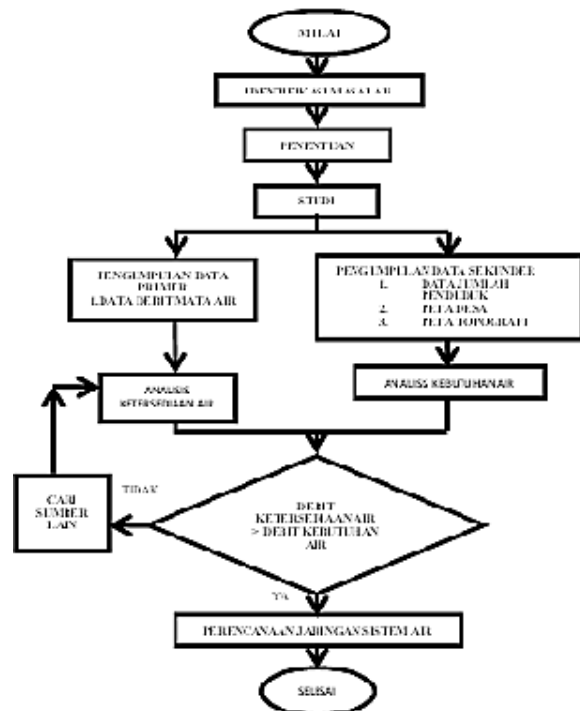 MULAI
IDENTIFIKASI MASALAH
PENENTUAN
STUDI
PENGUMPULAN DATA
PRIMER
1.DATA DEBIT MATA AIR
PENGUMPULAN DATA SEKUNDER
1. DATA JUMLAH
PENDUDUK
2. PETA DESA
3. PETA TOPOGRAFI
ANALISIS
KETERSEDIAN AIR
ANALISS KEBUTUHAN AIR
CARI
SUMBER
LAIN
TIDAK
DEBIT
KETERSEDIAAN AIR
> DEBIT KEBUTUHAN
AIR
YA
PERENCANAAN JARINGAN SISTEM AIR
SELESAI